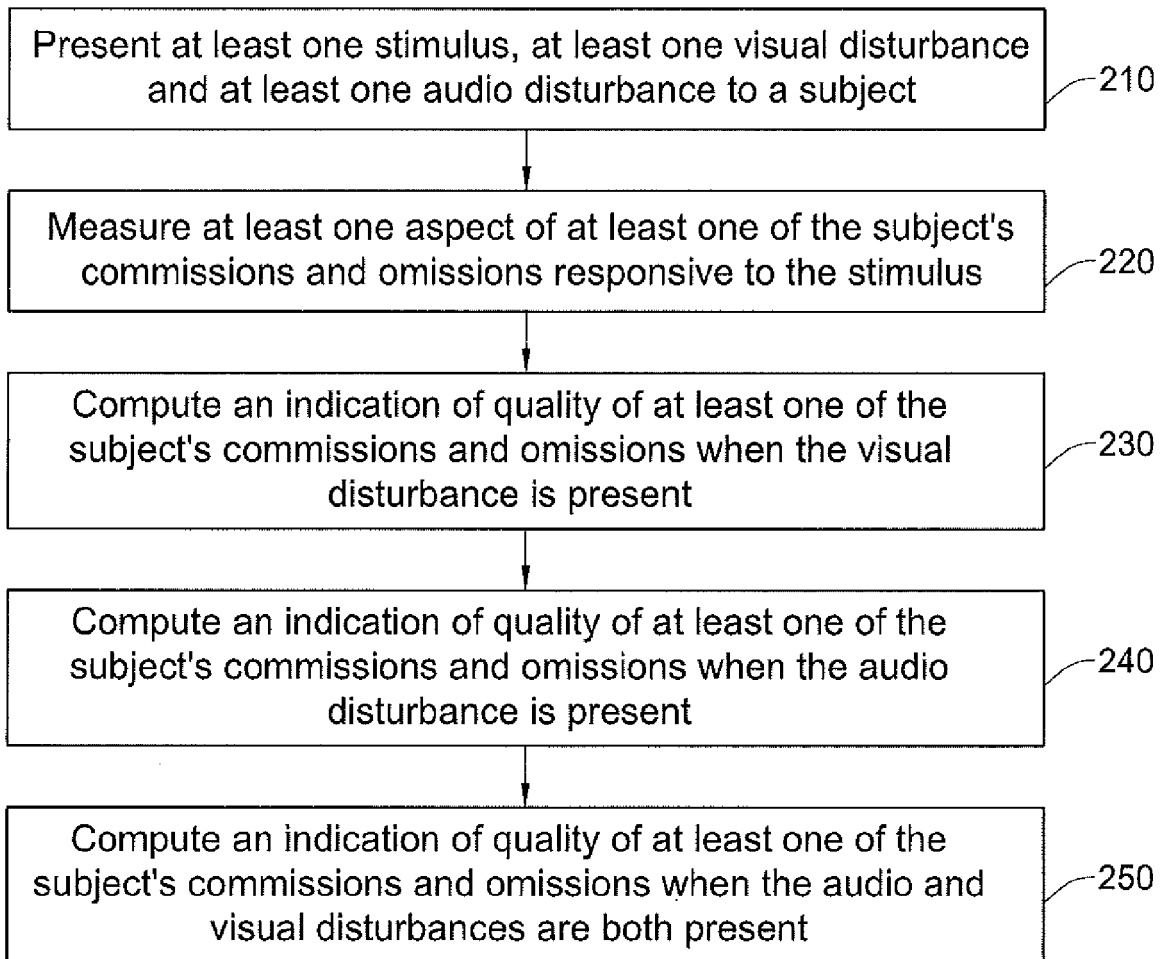 Present at least one stimulus, at least one visual disturbance
and at least one audio disturbance to a subject
210
Measure at least one aspect of at least one of the subject's
commissions and omissions responsive to the stimulus
220
Compute an indication of quality of at least one of the
subject's commissions and omissions when the visual
disturbance is present
230
Compute an indication of quality of at least one of the
subject's commissions and omissions when the audio
disturbance is present
240
Compute an indication of quality of at least one of the
subject's commissions and omissions when the audio and
visual disturbances are both present
250